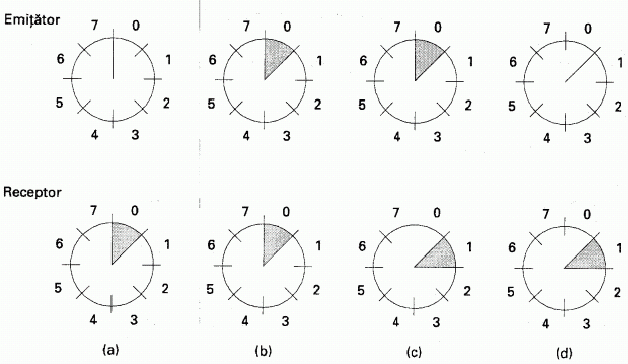 Emițător
7 0 7 0 7 0 7 0
6 1 6 1 6 1 6 1
5 2 5 2 5 2 5 2
4 3 4 3 4 3 4 3
Receptor
7 0 7 0 7 0 7 0
6 1 6 1 6 1 6 1
5 2 5 2 5 2 5 2
4 3 4 3 4 3 4 3
(a) (b) (c) (d)